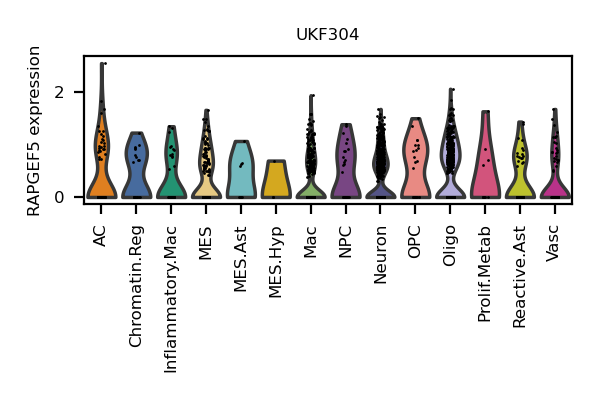 UKF304
RAPGEF5 expression
2
0
AC
Chromatin.Reg
Inflammatory.Mac
MES
MES.Ast
MES.Hyp
Mac
NPC
Neuron
OPC
Oligo
Prolif.Metab
Reactive.Ast
Vasc